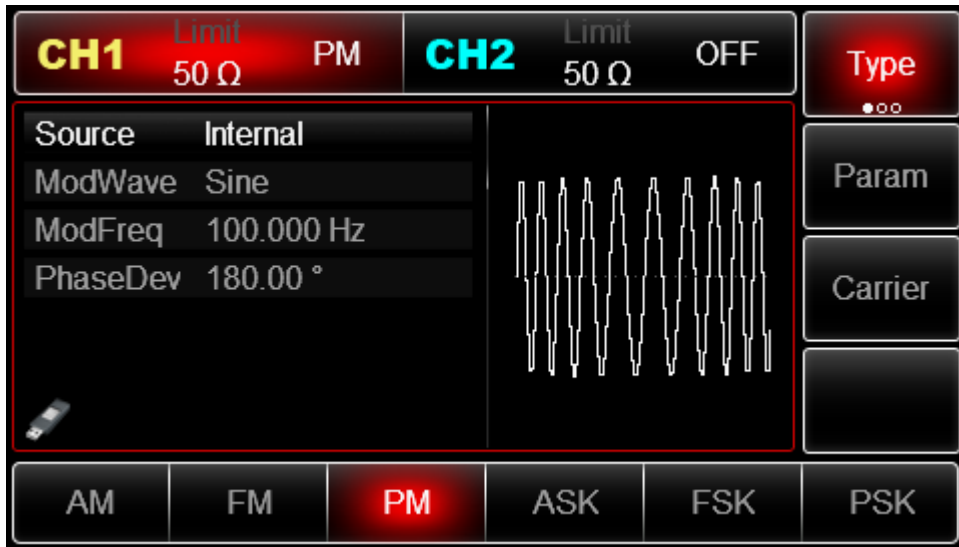 CH1 Limit 50 Ω PM
CH2 Limit 50 Ω OFF
Type
Source Internal
ModWave Sine
ModFreq 100.000 Hz
PhaseDev 180.00 °
Param
Carrier
AM FM PM ASK FSK PSK